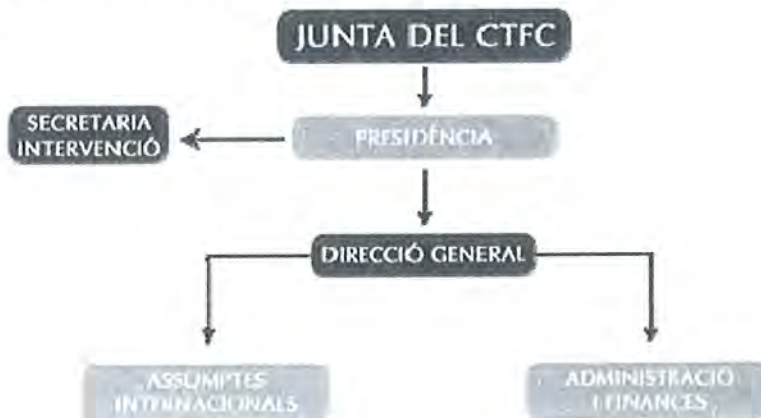 JUNTA DEL CTFC
SECRETARIA
INTERVENCIÓ
PRESIDÈNCIA
DIRECCIÓ GENERAL
ASSUMPTES
INTERNACIONALS
ADMINISTRACIÓ
I FINANCES